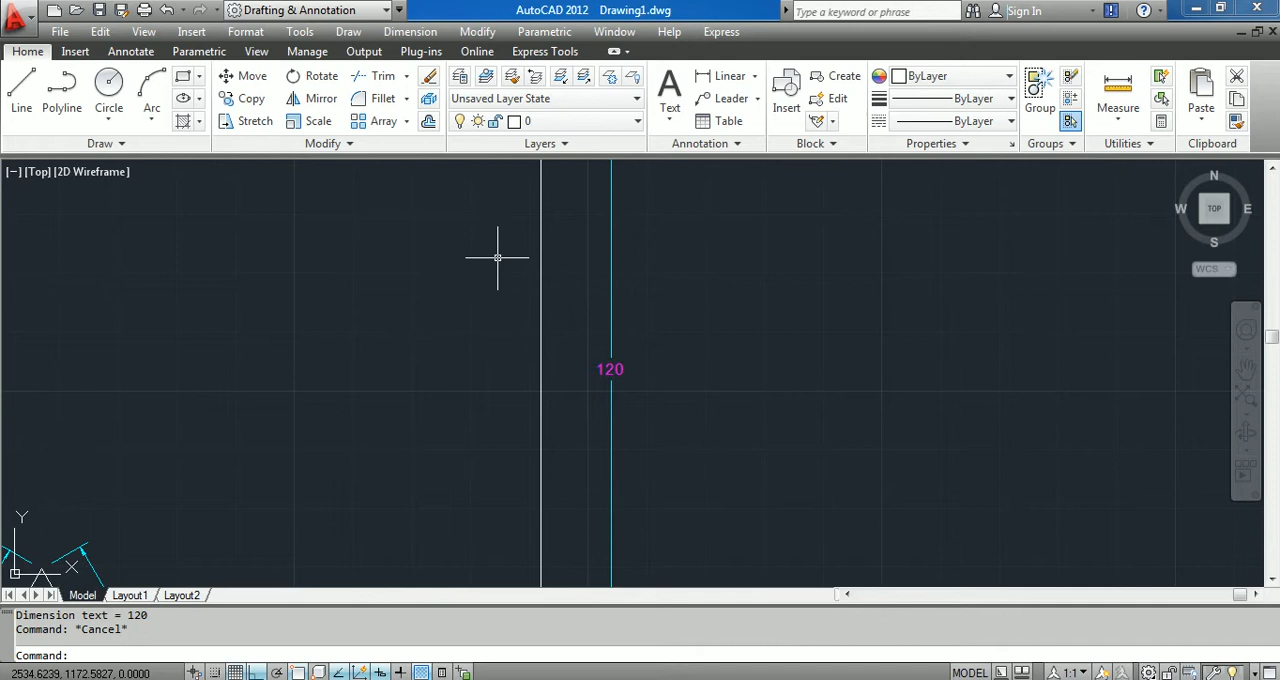 Drafting & Annotation
AutoCAD 2012 Drawing1.dwg
Type a keyword or phrase
Sign In
File Edit View Insert Format Tools Draw Dimension Modify Parametric Window Help Express
Home Insert Annotate Parametric View Manage Output Plug-ins Online Express Tools
Line
Polyline
Circle
Arc
Draw
Move
Rotate
Trim
Copy
Mirror
Fillet
Stretch
Scale
Array
Modify
Unsaved Layer State
0
Layers
Text
Linear
Leader
Table
Annotation
Insert
Create
Edit
Block
ByLayer
ByLayer
ByLayer
Properties
Group
Groups
Measure
Utilities
Paste
Clipboard
[−] [Top] [2D Wireframe]
N
W TOP E
S
WCS
120
Y
X
Model Layout1 Layout2
Dimension text = 120
Command: *Cancel*
Command:
2534.6239, 1172.5827, 0.0000
MODEL
1:1